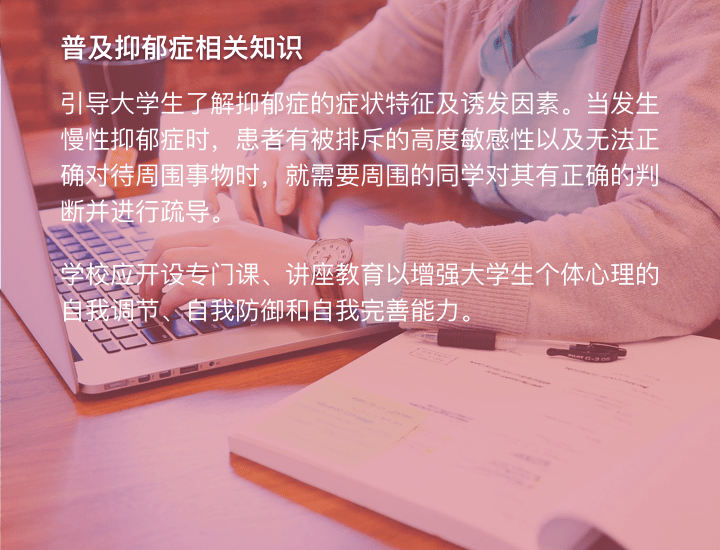 普及抑郁症相关知识
引导大学生了解抑郁症的症状特征及诱发因素。当发生
慢性抑郁症时，患者有被排斥的高度敏感性以及无法正
确对待周围事物时，就需要周围的同学对其有正确的判
断并进行疏导。
学校应开设专门课、讲座教育以增强大学生个体心理的
自我调节、自我防御和自我完善能力。